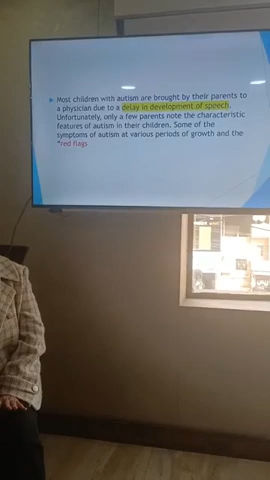 Most children with autism are brought by their parents to
a physician due to a delay in development of speech.
Unfortunately, only a few parents note the characteristic
features of autism in their children. Some of the
symptoms of autism at various periods of growth and the
*red flags